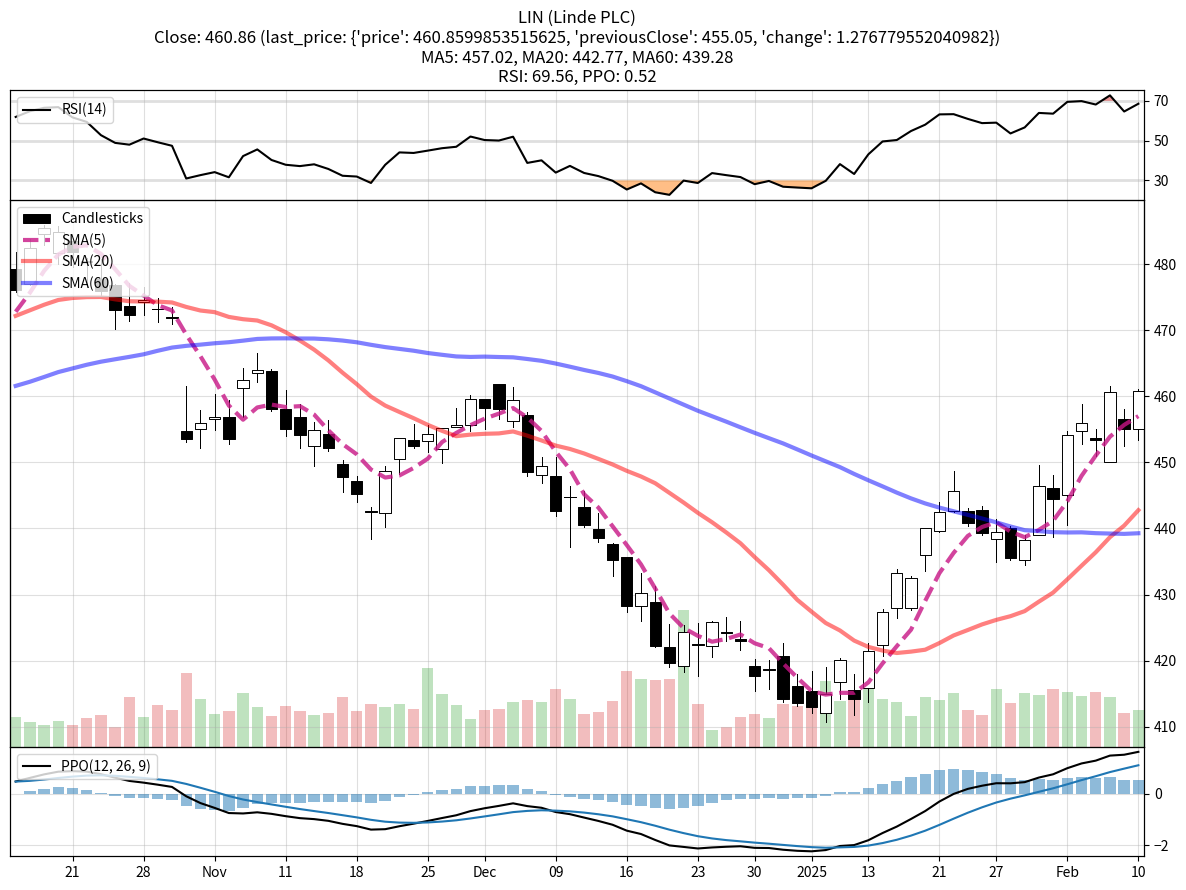 LIN (Linde PLC)
Close: 460.86 (last_price: {'price': 460.8599853515625, 'previousClose': 455.05, 'change': 1.276779552040982})
MA5: 457.02, MA20: 442.77, MA60: 439.28
RSI: 69.56, PPO: 0.52
RSI(14)
70
50
30
Candlesticks
SMA(5)
SMA(20)
SMA(60)
480
470
460
450
440
430
420
410
PPO(12, 26, 9)
0
−2
21 28 Nov 11 18 25 Dec 09 16 23 30 2025 13 21 27 Feb 10